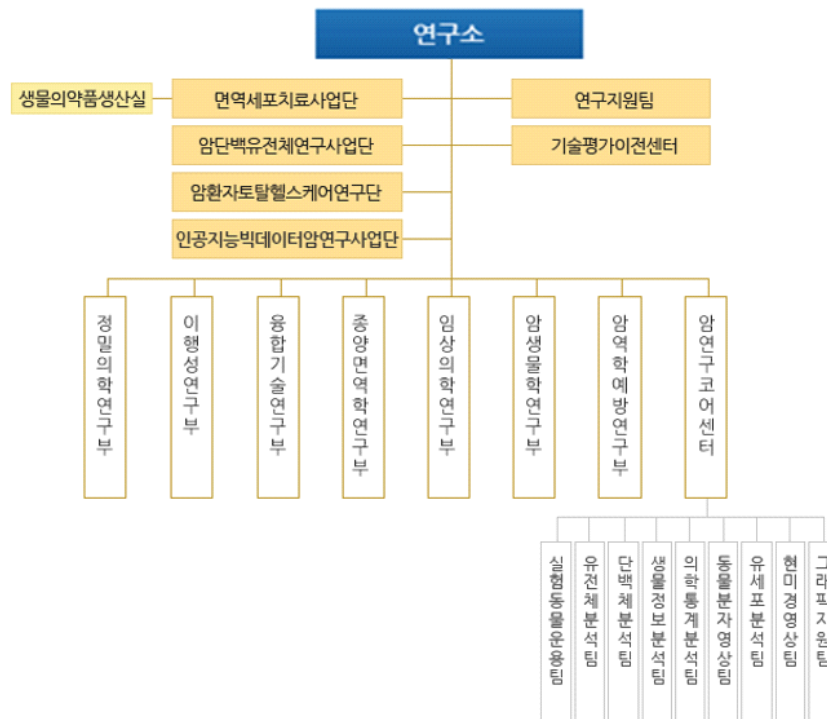 연구소
생물의약품생산실
면역세포치료사업단
연구지원팀
암단백유전체연구사업단
기술평가이전센터
암환자토탈헬스케어연구단
인공지능빅데이터암연구사업단
정밀의학연구부
이행성연구부
융합기술연구부
종양면역학연구부
임상의학연구부
암생물학연구부
암역학예방연구부
암연구코어센터
실험동물운용팀
유전체분석팀
단백체분석팀
생물정보분석팀
의학통계분석팀
동물분자영상팀
유세포분석팀
현미경영상팀
그래픽지원팀